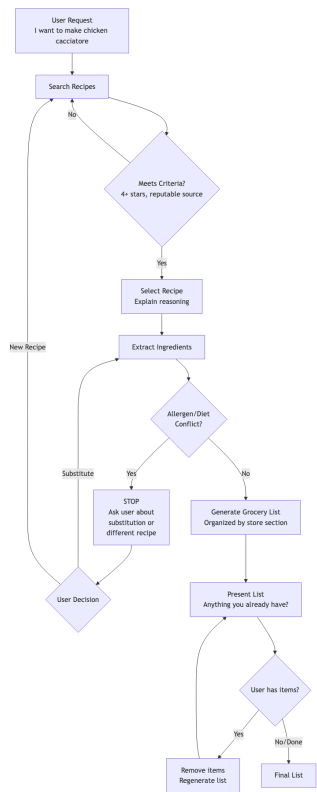 User Request
I want to make chicken
cacciatore
Search Recipes
No
Meets Criteria?
4+ stars, reputable source
Yes
Select Recipe
Explain reasoning
New Recipe
Extract Ingredients
Allergen/Diet
Conflict?
Substitute
Yes
No
STOP
Ask user about
substitution or
different recipe
Generate Grocery List
Organized by store section
User Decision
Present List
Anything you already have?
User has items?
Yes
No/Done
Remove items
Regenerate list
Final List